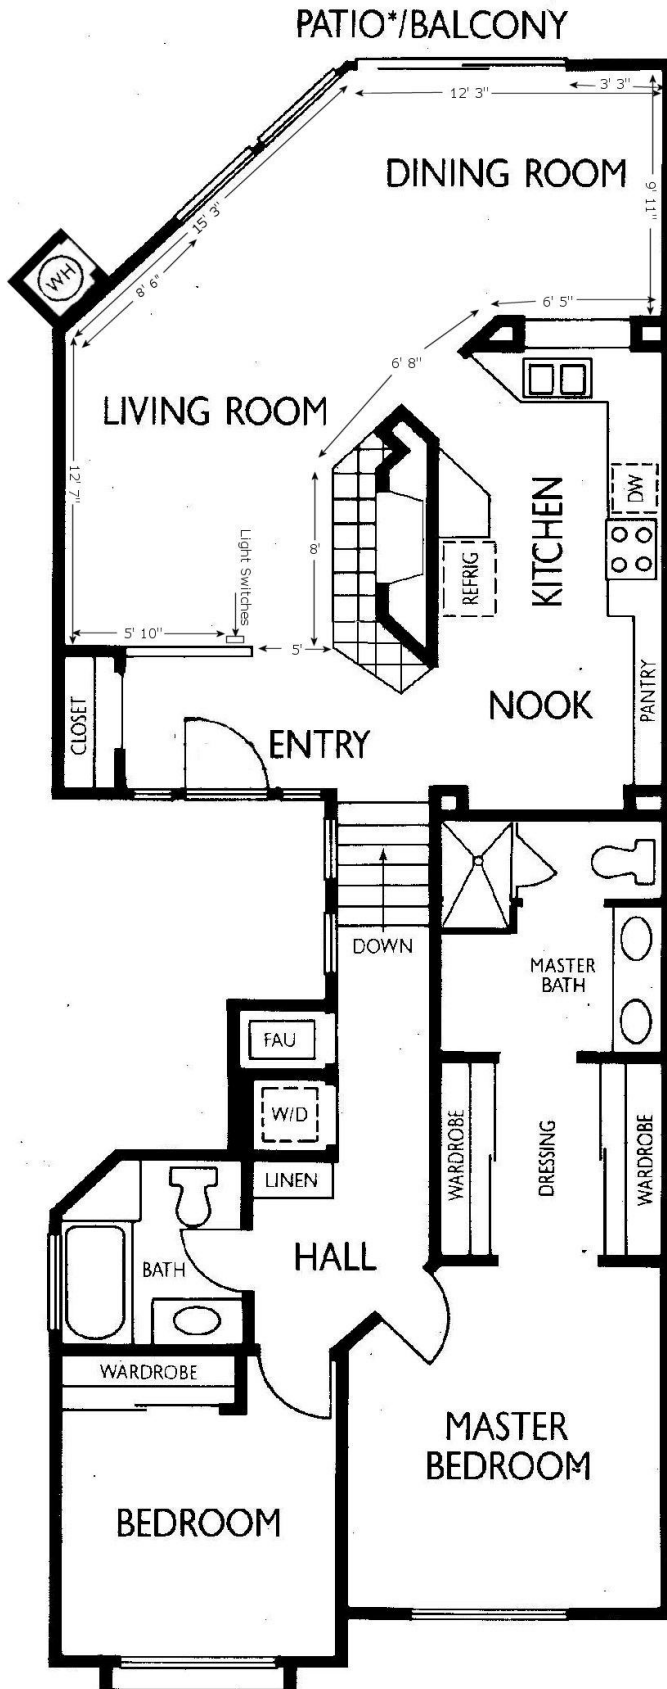 PATIO*/BALCONY
3' 3"
12' 3"
DINING ROOM
9' 11"
15' 3"
WH
8' 6"
6' 5"
6' 8"
LIVING ROOM
12' 7"
8'
KITCHEN
DW
REFRIG
Light Switches
5' 10"
5'
CLOSET
ENTRY
NOOK
PANTRY
DOWN
MASTER
BATH
FAU
W/D
WARDROBE
DRESSING
WARDROBE
LINEN
HALL
BATH
WARDROBE
MASTER
BEDROOM
BEDROOM